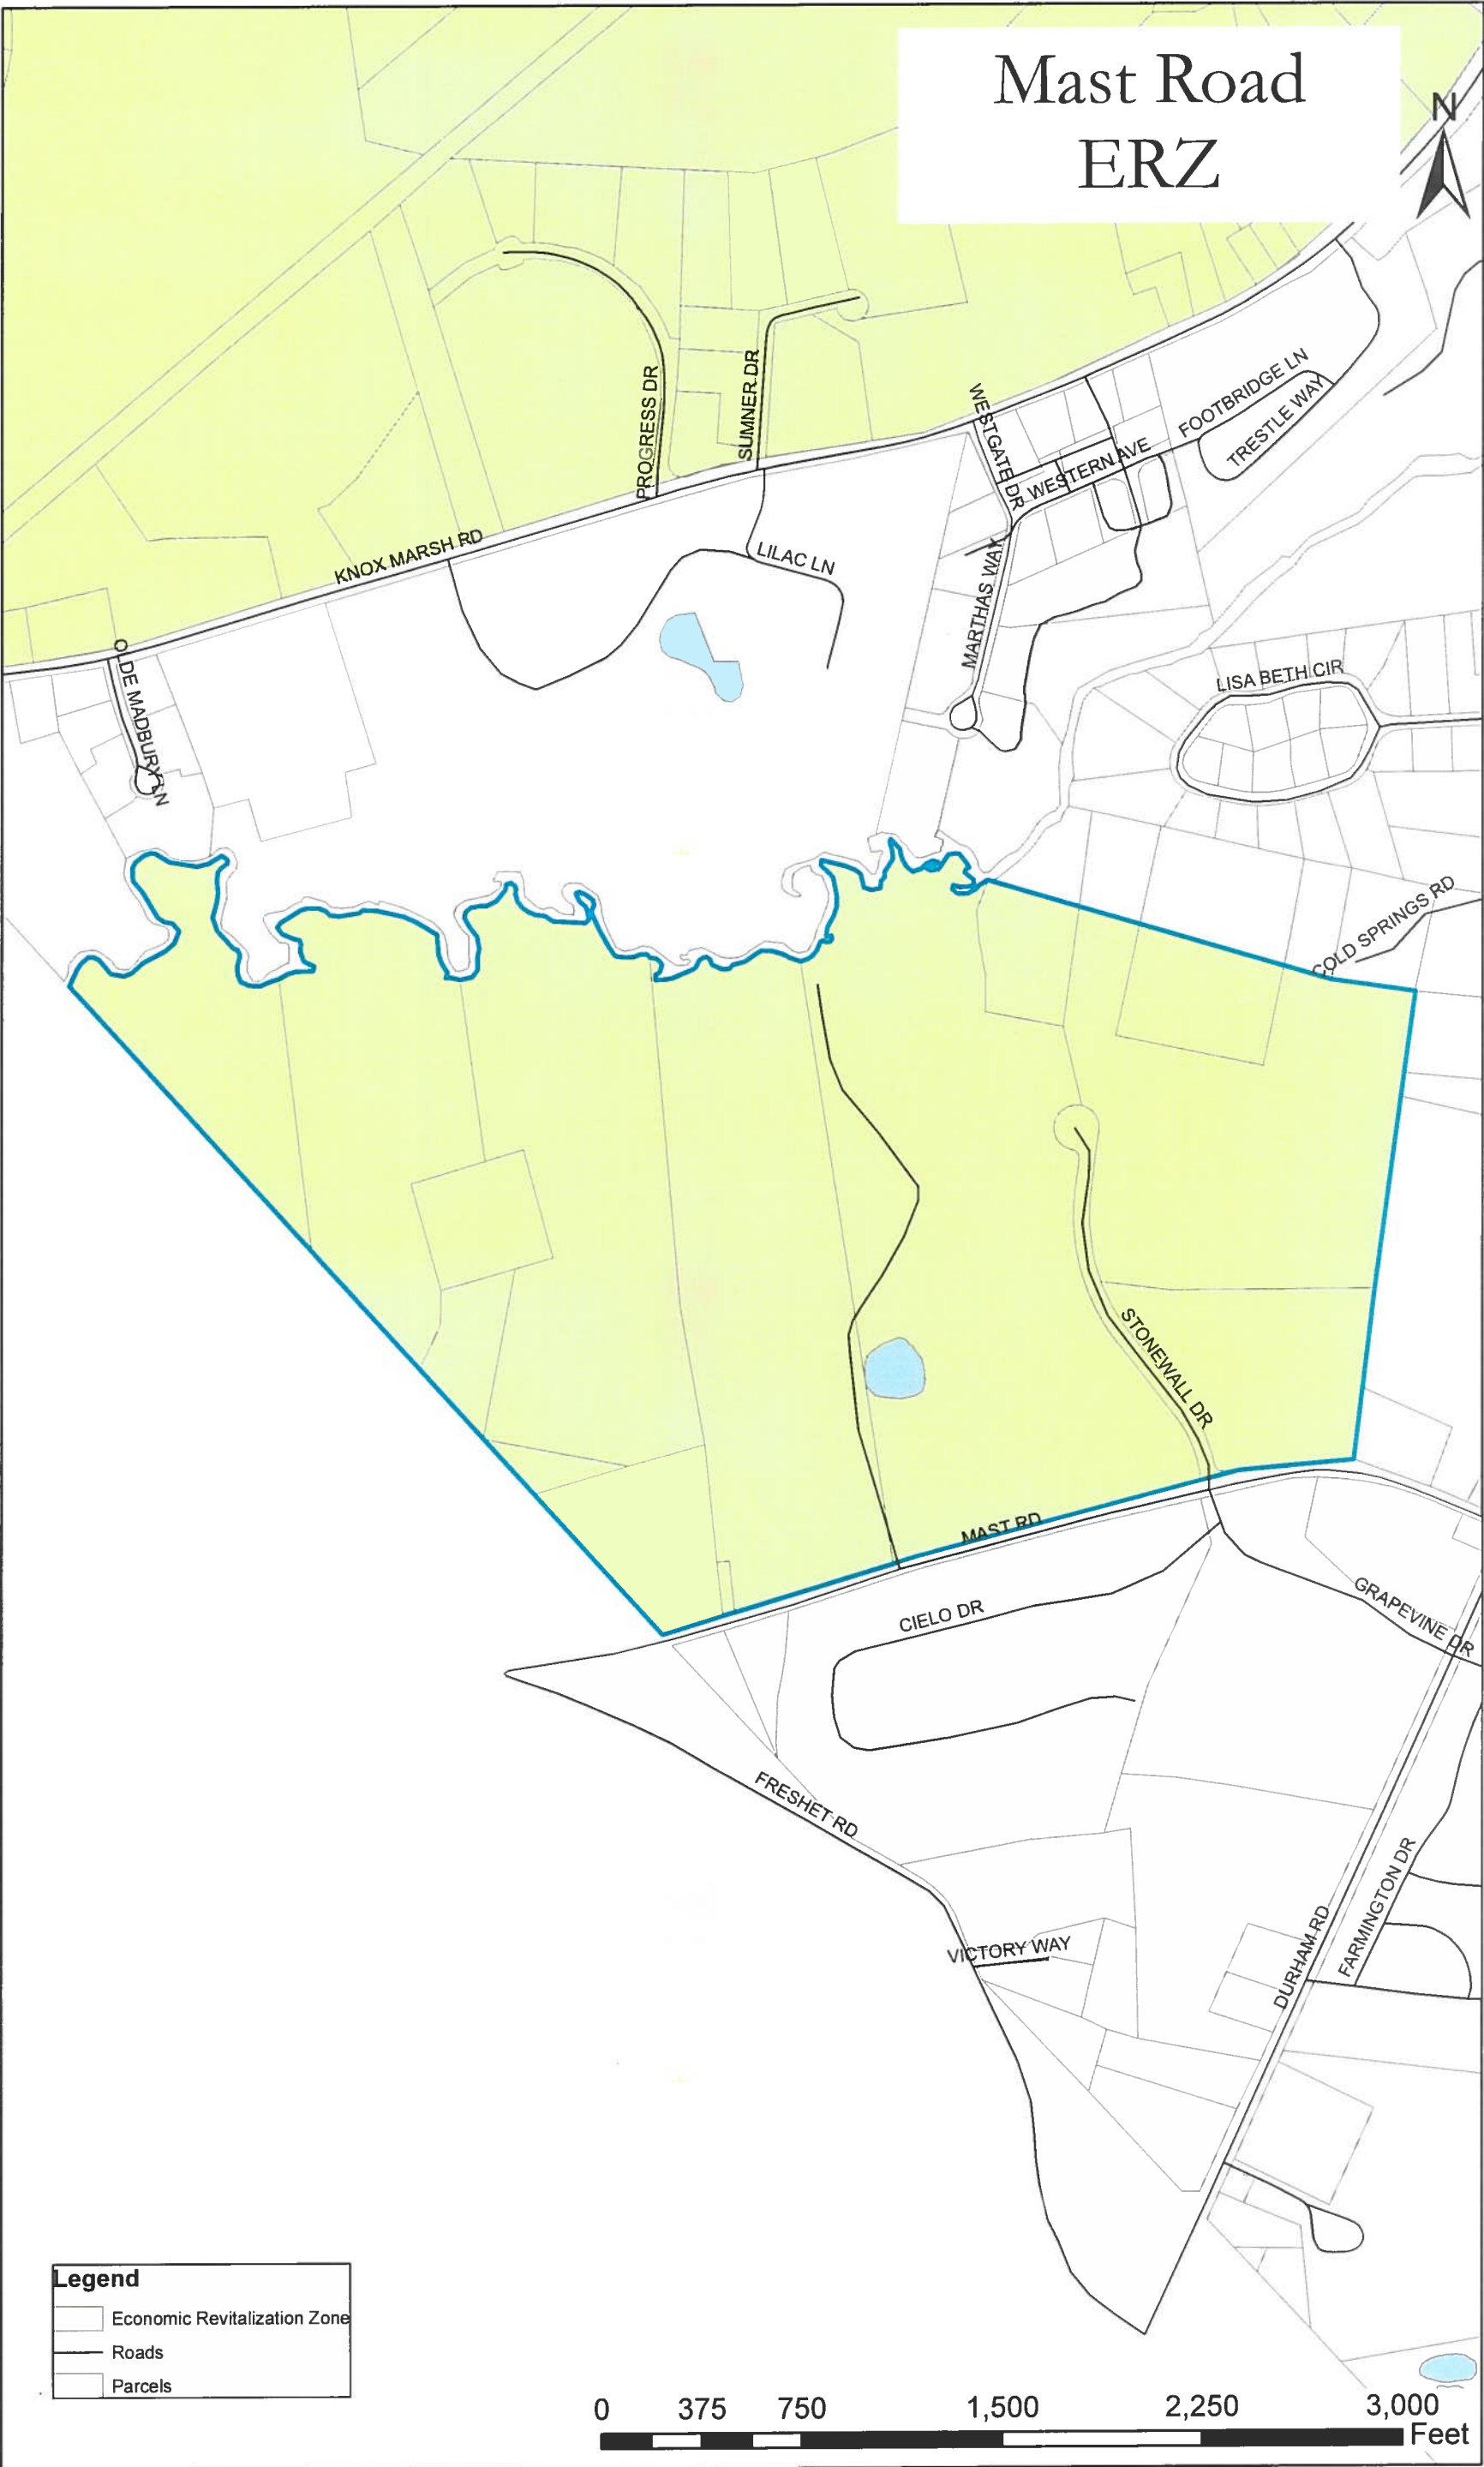 Mast Road
ERZ
N
PROGRESS DR
SUMNER DR
WESTGATE DR
FOOTBRIDGE LN
TRESTLE WAY
WESTERN AVE
KNOX MARSH RD
LILAC LN
MARTHAS WAY
OLDE MADBURY LN
LISA BETH CIR
COLD SPRINGS RD
STONEWALL DR
MAST RD
CIELO DR
GRAPEVINE DR
FRESHET RD
FARMINGTON DR
DURHAM RD
VICTORY WAY
Legend
Economic Revitalization Zone
Roads
Parcels
0 375 750 1,500 2,250 3,000
Feet